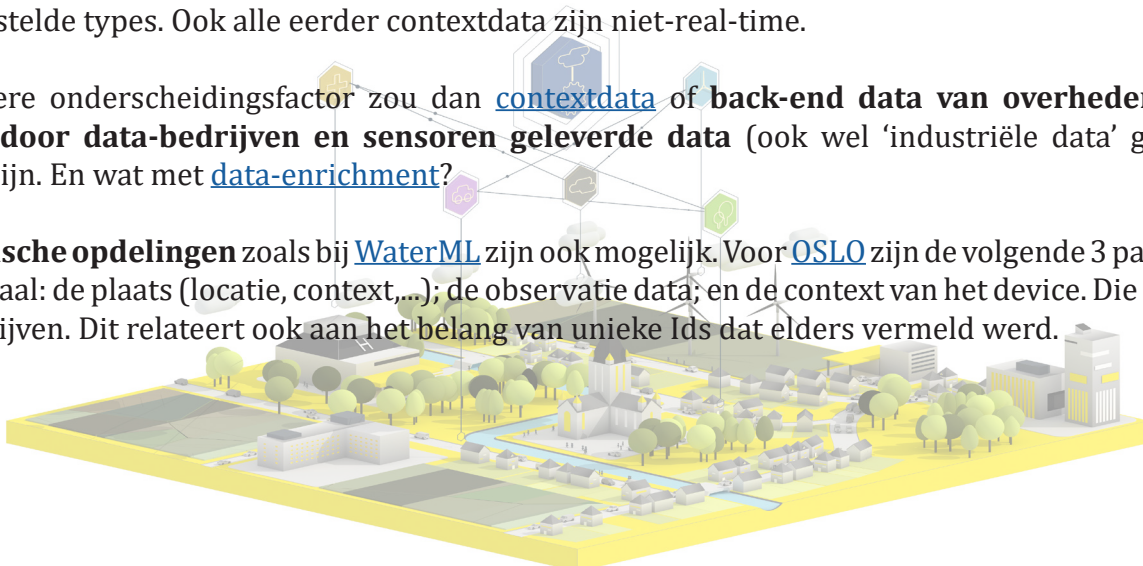 stelde types. Ook alle eerder contextdata zijn niet-real-time.
ere onderscheidingsfactor zou dan contextdata of back-end data van overheden
door data-bedrijven en sensoren geleverde data (ook wel ‘industriële data’ g
ijn. En wat met data-enrichment?
ische opdelingen zoals bij WaterML zijn ook mogelijk. Voor OSLO zijn de volgende 3 pa
aal: de plaats (locatie, context,...); de observatie data; en de context van het device. Die
ijven. Dit relateert ook aan het belang van unieke Ids dat elders vermeld werd.